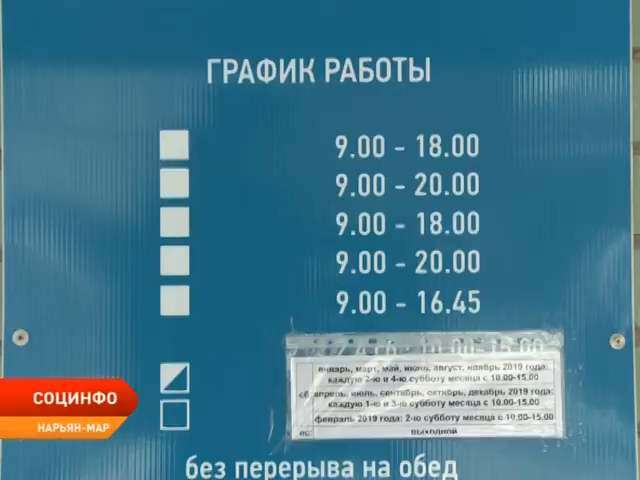 ГРАФИК РАБОТЫ
9.00 - 18.00
9.00 - 20.00
9.00 - 18.00
9.00 - 20.00
9.00 - 16.45
январь, март, май, июнь, август, ноябрь 2019 года:
каждую 2-ю и 4-ю субботу месяца с 10.00-15.00
апрель, июль, сентябрь, октябрь, декабрь 2019 года:
каждую 1-ю и 3-ю субботу месяца с 10.00-15.00
февраль 2019 года: 2-ю субботу месяца с 10.00-15.00
выходной
без перерыва на обед
СОЦИНФО
НАРЬЯН-МАР